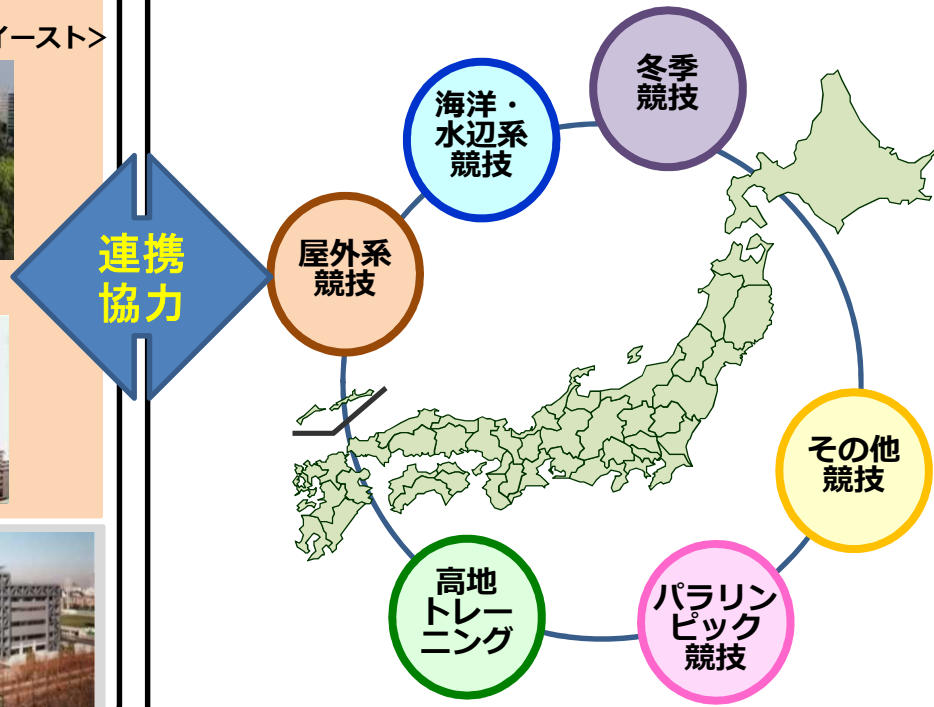 イースト>
連携
協力
冬季
競技
海洋・
水辺系
競技
屋外系
競技
その他
競技
高地
トレー
ニング
パラリン
ピック
競技